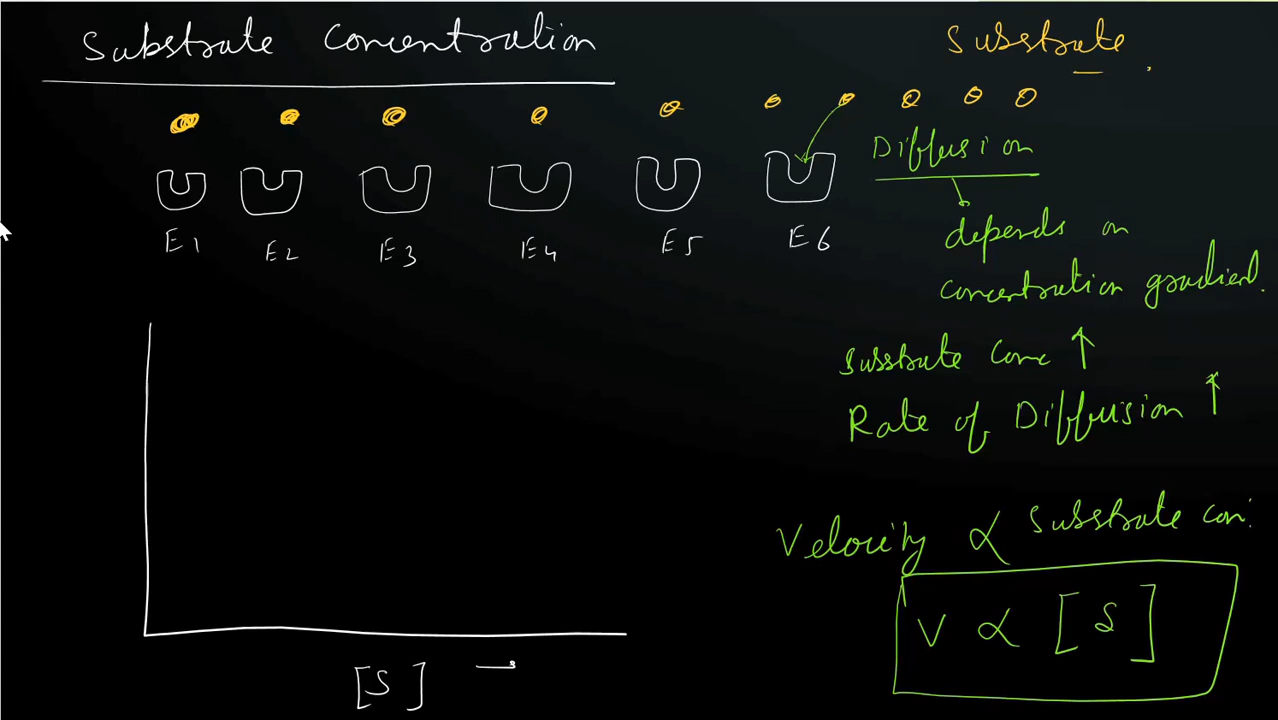 Substrate Concentration
Substrate
Diffusion
E1 E2 E3 E4 E5 E6
depends on
concentration gradient.
Susstrate conc ↑
Rate of Diffusion ↑
Velocity ∝ Substrate con.
V ∝ [S]
[S] →